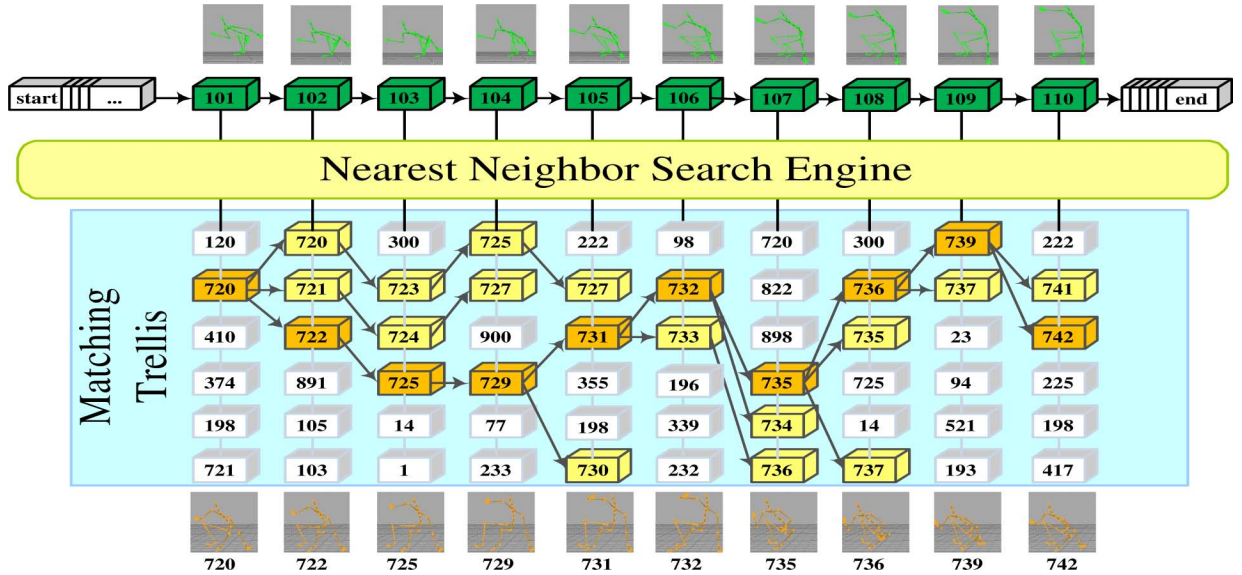 start ... 101 102 103 104 105 106 107 108 109 110 end
Nearest Neighbor Search Engine
Matching
Trellis
120 720 300 725 222 98 720 300 739 222
720 721 723 727 727 732 822 736 737 741
410 722 724 900 731 733 898 735 23 742
374 891 725 729 355 196 735 725 94 225
198 105 14 77 198 339 734 14 521 198
721 103 1 233 730 232 736 737 193 417
720 722 725 729 731 732 735 736 739 742